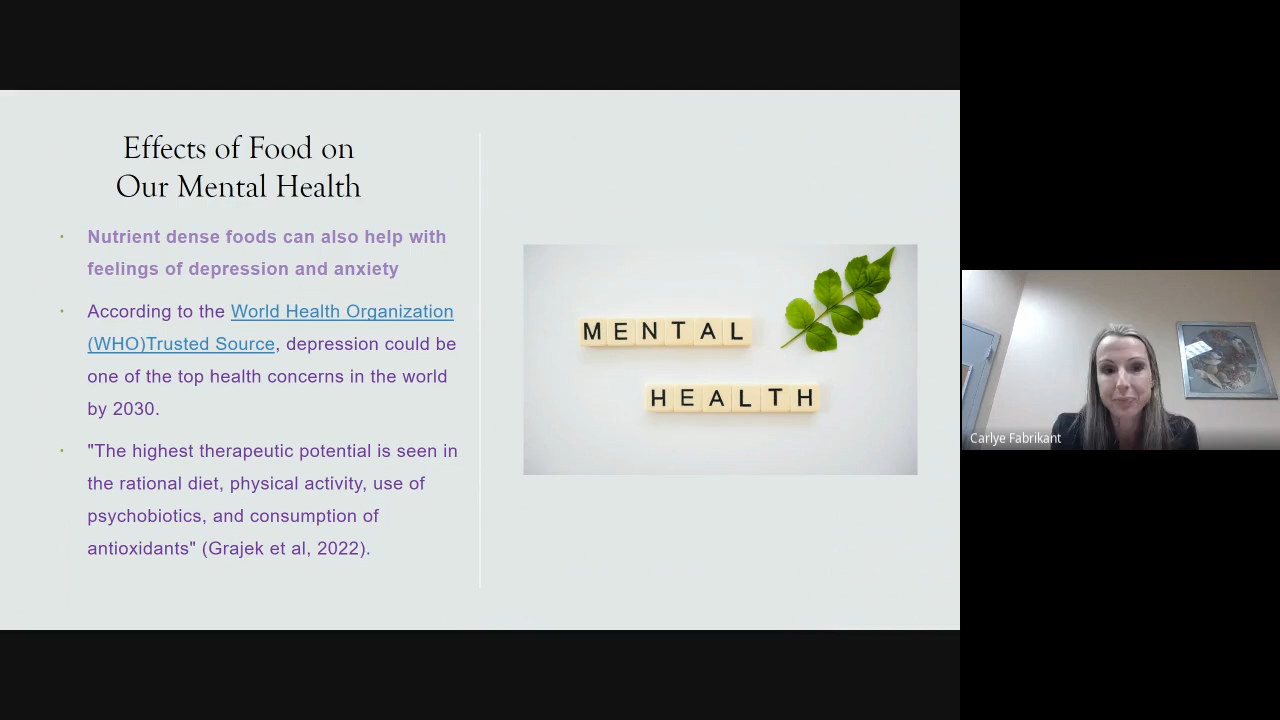 Effects of Food on
Our Mental Health
Nutrient dense foods can also help with
feelings of depression and anxiety
According to the World Health Organization
(WHO)Trusted Source, depression could be
one of the top health concerns in the world
by 2030.
"The highest therapeutic potential is seen in
the rational diet, physical activity, use of
psychobiotics, and consumption of
antioxidants" (Grajek et al, 2022).
MENTAL
HEALTH
Carlye Fabrikant